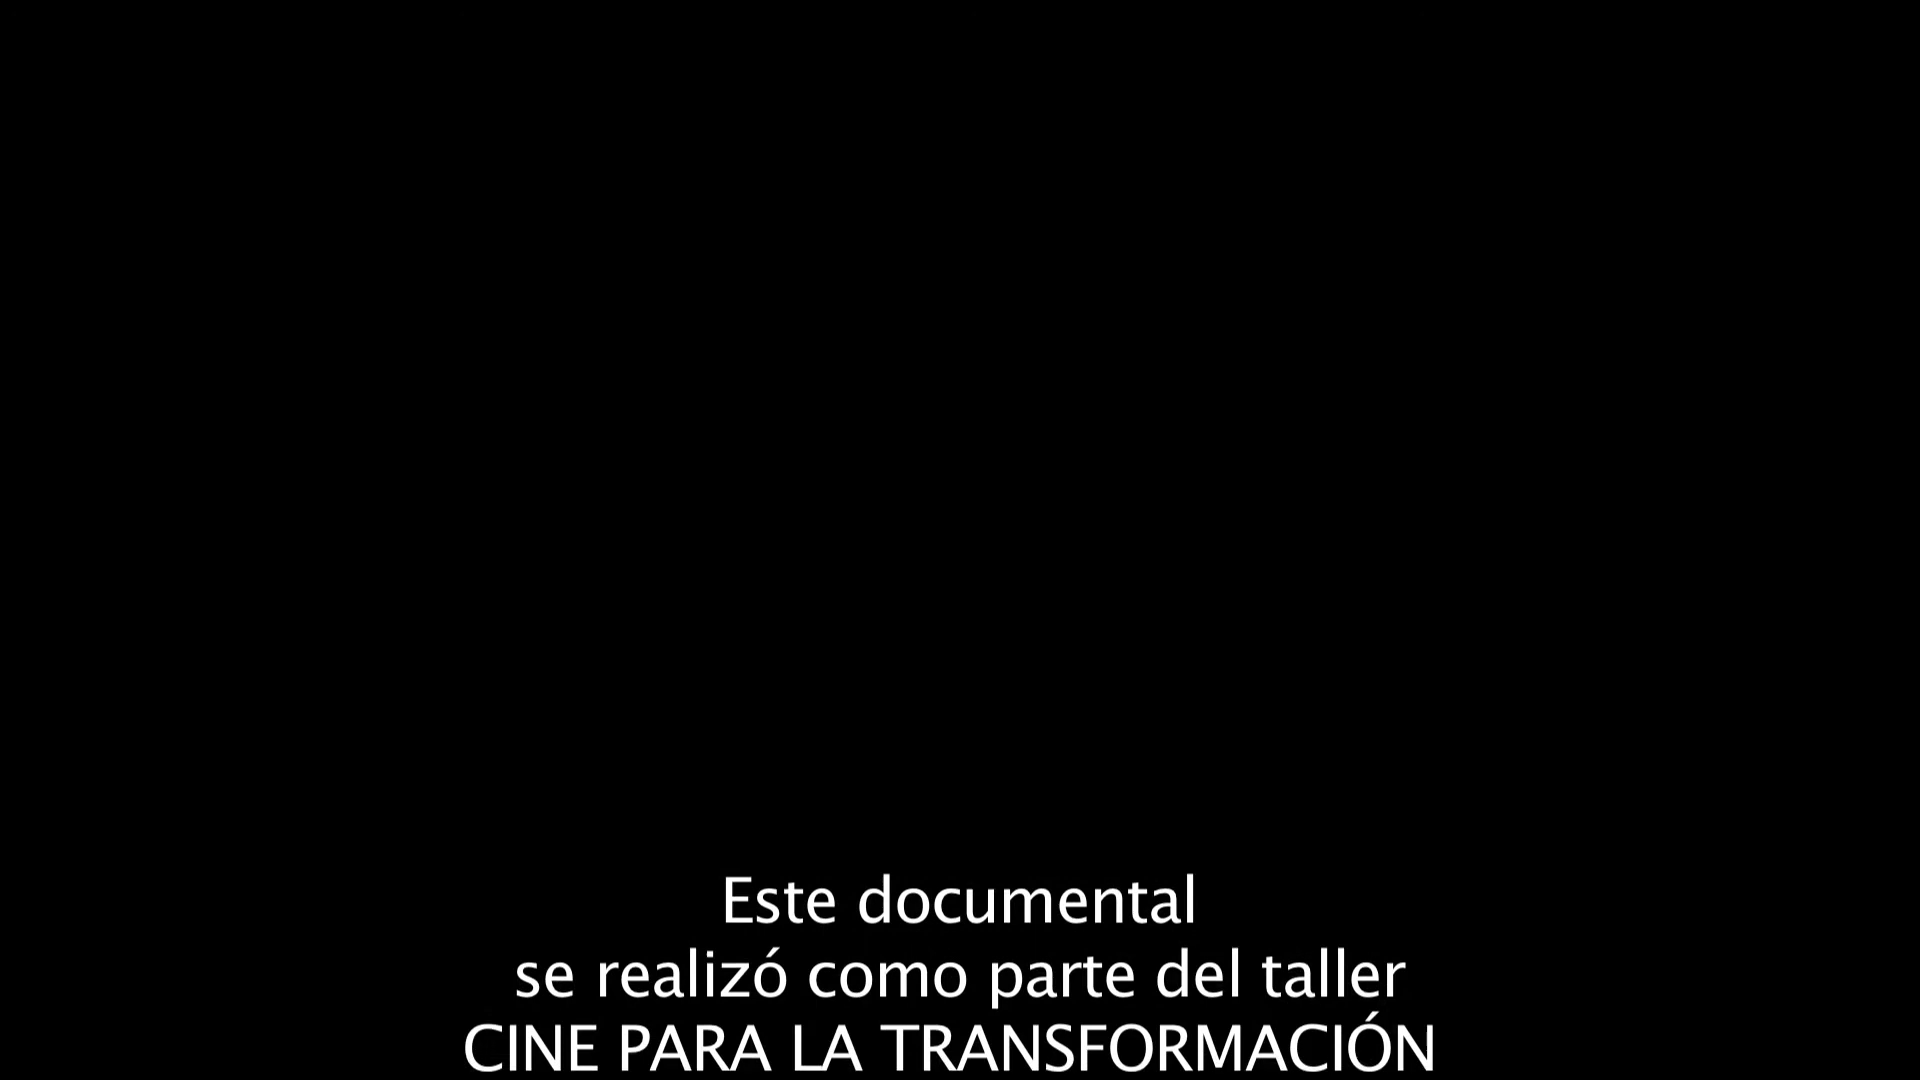 Este documental
se realizó como parte del taller
CINE PARA LA TRANSFORMACIÓN